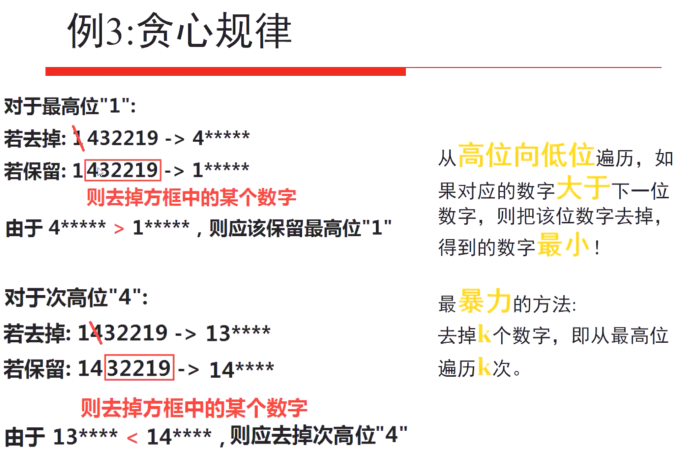 例3:贪心规律
对于最高位"1":
若去掉: 1 432219 -> 4*****
若保留: 1 432219 -> 1*****
则去掉方框中的某个数字
由于 4***** > 1***** , 则应该保留最高位"1"
对于次高位"4":
若去掉: 1432219 -> 13****
若保留: 14 32219 -> 14****
则去掉方框中的某个数字
由于 13**** < 14**** , 则应去掉次高位"4"
从高位向低位遍历，如
果对应的数字大于下一位
数字，则把该位数字去掉，
得到的数字最小！
最暴力的方法:
去掉k个数字，即从最高位
遍历k次。